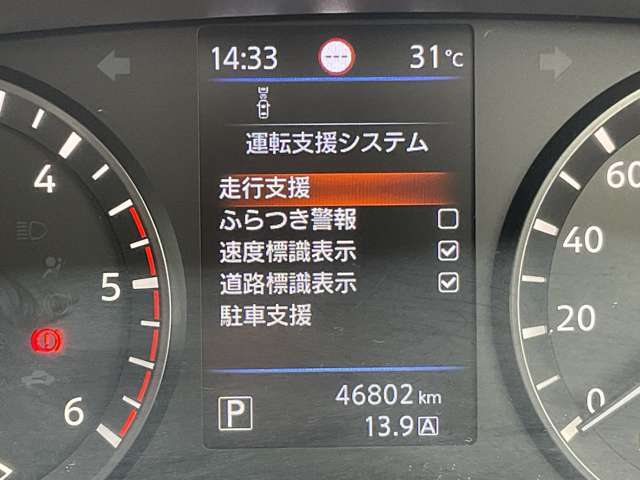 14:33 --- 31℃
運転支援システム
走行支援
ふらつき警報
速度標識表示
道路標識表示
駐車支援
46802 km
P 13.9 A
4
5
6
60
40
20
0